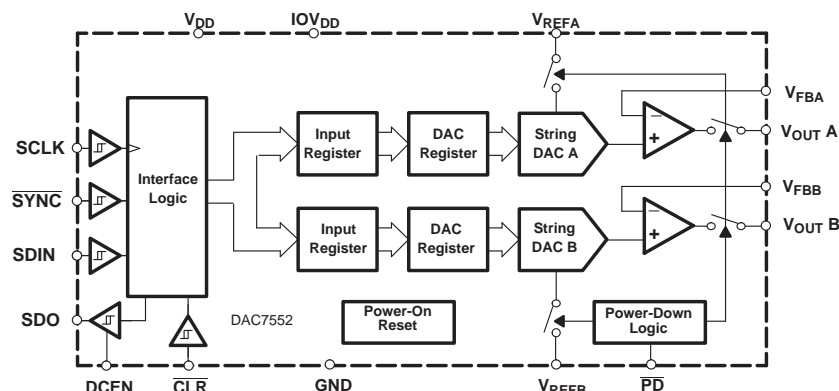 VDD
IOVDD
VREFA
VFBA
SCLK
Interface
Logic
Input
Register
DAC
Register
String
DAC A
−
+
VOUT A
SYNC
VFBB
SDIN
Input
Register
DAC
Register
String
DAC B
−
+
VOUT B
SDO
DAC7552
Power-On
Reset
Power-Down
Logic
DCEN
CLR
GND
VREFB
PD